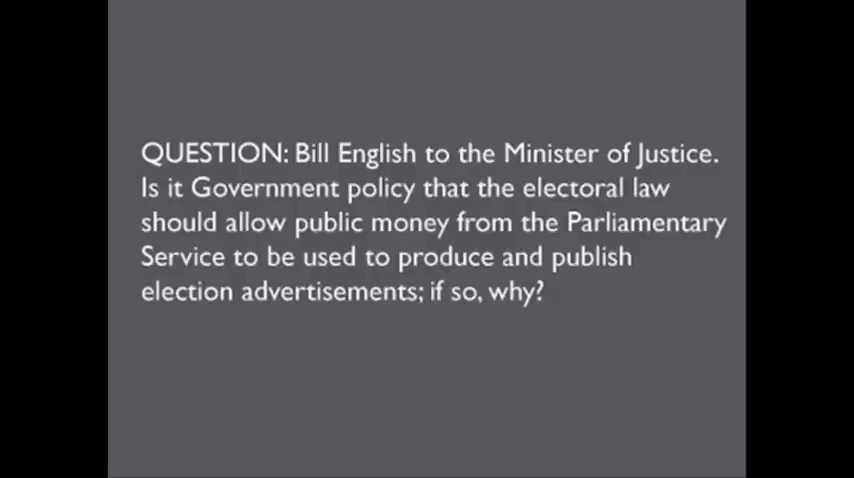 QUESTION: Bill English to the Minister of Justice.
Is it Government policy that the electoral law
should allow public money from the Parliamentary
Service to be used to produce and publish
election advertisements; if so, why?